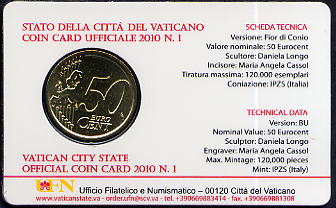 STATO DELLA CITTÁ DEL VATICANO
COIN CARD UFFICIALE 2010 N. 1
SCHEDA TECNICA
Version: Fior di Conio
Valore nominale: 50 Eurocent
Scultore: Daniela Longo
Incisore: Maria Angela Cassol
Tiratura massima: 120.000 esemplari
Coniazione: IPZS (Italia)
50
EURO
CENT
TECHNICAL DATA
Version: BU
Nominal Value: 50 Eurocent
Sculptor: Daniela Longo
Engraver: Maria Angela Cassol
Max. Mintage: 120,000 pieces
Mint: IPZS (Italy)
VATICAN CITY STATE
OFFICIAL COIN CARD 2010 N. 1
UFN
Ufficio Filatelico e Numismatico – 00120 Città del Vaticano
www.vaticanstate.va - order.ufn@scv.va - tel. +390669883414 - fax. +390669881308